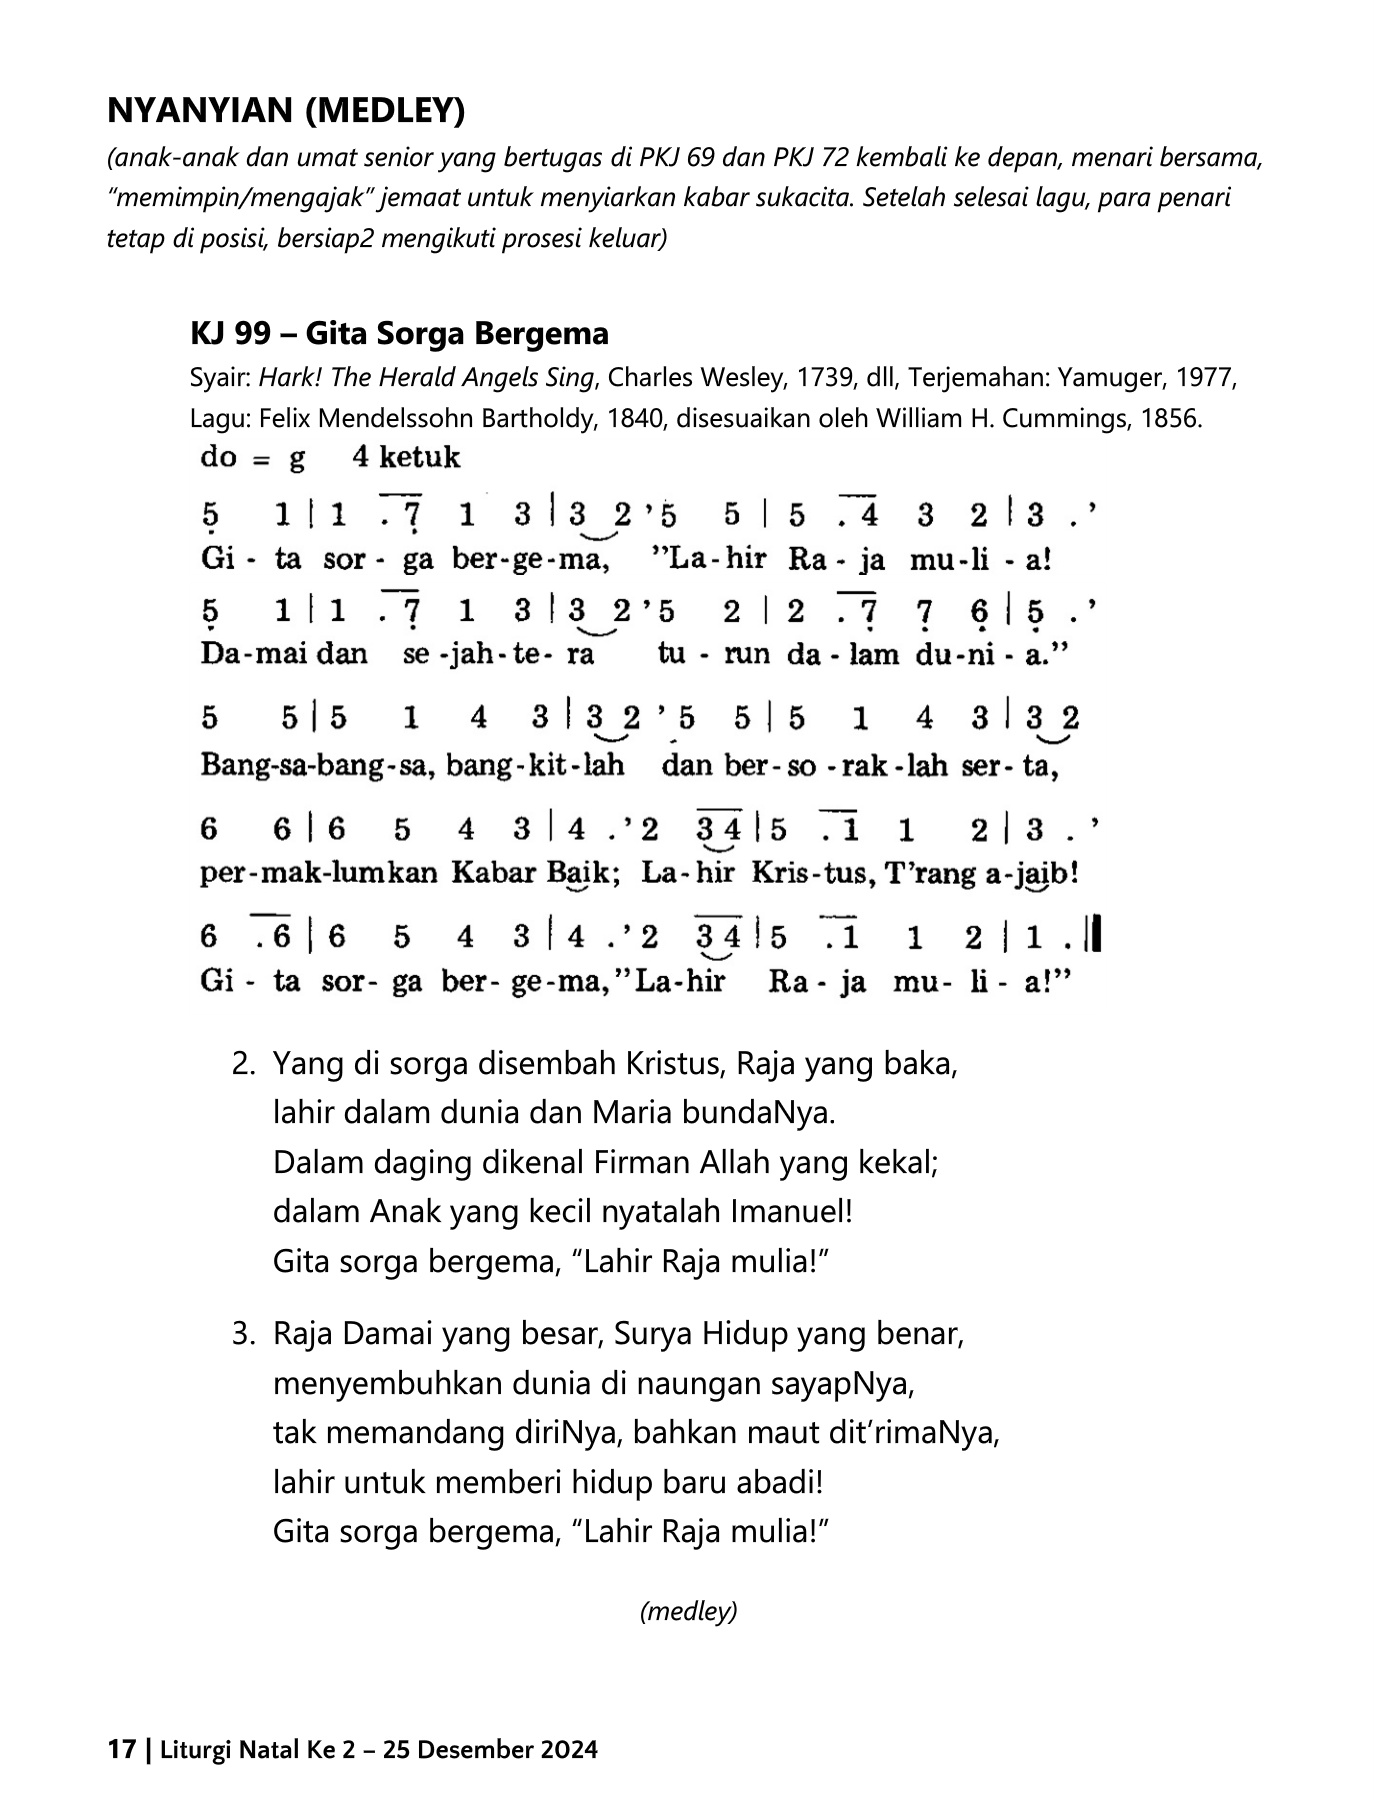 NYANYIAN (MEDLEY)
(anak-anak dan umat senior yang bertugas di PKJ 69 dan PKJ 72 kembali ke depan, menari bersama,
“memimpin/mengajak” jemaat untuk menyiarkan kabar sukacita. Setelah selesai lagu, para penari
tetap di posisi, bersiap2 mengikuti prosesi keluar)
KJ 99 – Gita Sorga Bergema
Syair: Hark! The Herald Angels Sing, Charles Wesley, 1739, dll, Terjemahan: Yamuger, 1977,
Lagu: Felix Mendelssohn Bartholdy, 1840, disesuaikan oleh William H. Cummings, 1856.
do = g 4 ketuk
5̣ 1 | 1 . 7̣ 1 3 | 3 2 ’ 5 5 | 5 . 4 3 2 | 3 . ’
Gi - ta sor - ga ber-ge-ma, ”La-hir Ra - ja mu-li - a!
5̣ 1 | 1 . 7̣ 1 3 | 3 2 ’ 5 2 | 2 . 7̣ 7̣ 6̣ | 5̣ . ’
Da-mai dan se -jah-te- ra tu - run da - lam du-ni - a.”
5 5 | 5 1 4 3 | 3 2 ’ 5 5 | 5 1 4 3 | 3 2
Bang-sa-bang-sa, bang-kit-lah dan ber-so -rak-lah ser- ta,
6 6 | 6 5 4 3 | 4 . ’ 2 3 4 | 5 . 1 1 2 | 3 . ’
per-mak-lumkan Kabar Baik; La-hir Kris-tus, T’rang a-jaib!
6 . 6 | 6 5 4 3 | 4 . ’ 2 3 4 | 5 . 1 1 2 | 1 . ||
Gi - ta sor- ga ber- ge-ma,”La-hir Ra - ja mu- li - a!”
2. Yang di sorga disembah Kristus, Raja yang baka,
lahir dalam dunia dan Maria bundaNya.
Dalam daging dikenal Firman Allah yang kekal;
dalam Anak yang kecil nyatalah Imanuel!
Gita sorga bergema, “Lahir Raja mulia!”
3. Raja Damai yang besar, Surya Hidup yang benar,
menyembuhkan dunia di naungan sayapNya,
tak memandang diriNya, bahkan maut dit’rimaNya,
lahir untuk memberi hidup baru abadi!
Gita sorga bergema, “Lahir Raja mulia!”
(medley)
17 | Liturgi Natal Ke 2 – 25 Desember 2024